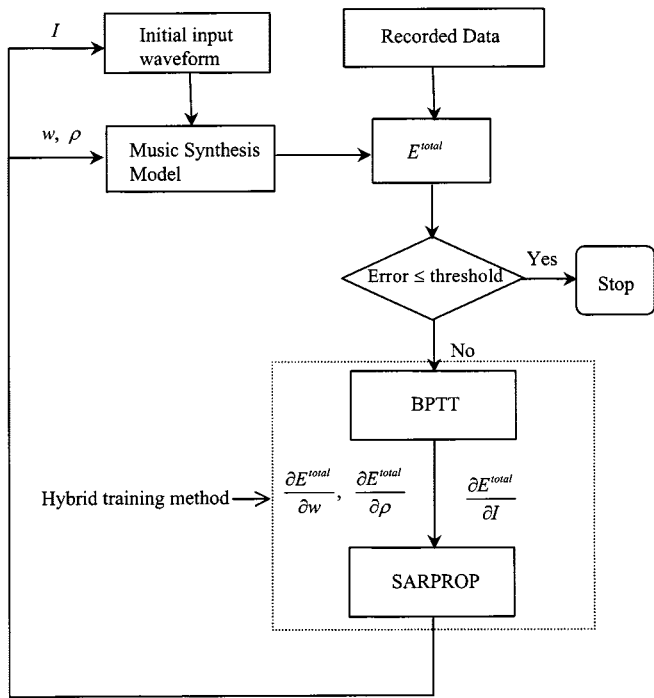 I
Initial input
waveform
Recorded Data
w, ρ
Music Synthesis
Model
E^{total}
Error ≤ threshold
Yes
Stop
No
BPTT
Hybrid training method
∂E^{total}/∂w, ∂E^{total}/∂ρ
∂E^{total}/∂I
SARPROP